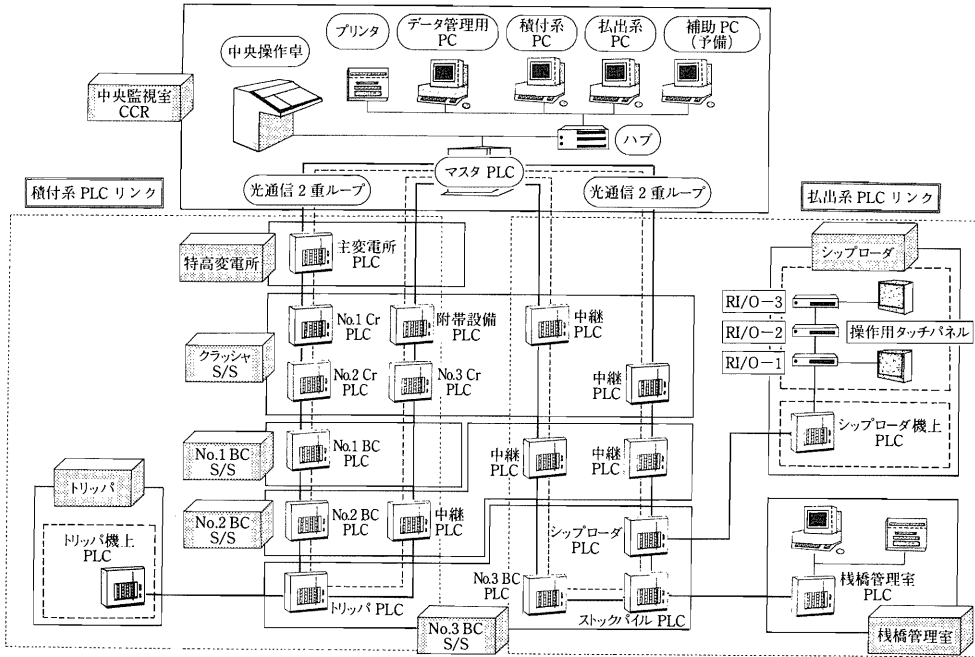 中央監視室
CCR
中央操作卓
プリンタ
データ管理用
PC
積付系
PC
払出系
PC
補助 PC
(予備)
ハブ
マスタ PLC
光通信 2 重ループ
光通信 2 重ループ
積付系 PLC リンク
払出系 PLC リンク
特高変電所
主変電所
PLC
クラッシャ
S/S
No.1 Cr
PLC
附帯設備
PLC
中継
PLC
No.2 Cr
PLC
No.3 Cr
PLC
中継
PLC
No.1 BC
S/S
No.1 BC
PLC
中継
PLC
中継
PLC
No.2 BC
S/S
No.2 BC
PLC
中継
PLC
シップローダ
PLC
トリッパ
トリッパ機上
PLC
トリッパ PLC
No.3 BC
PLC
ストックパイル PLC
No.3 BC
S/S
シップローダ
RI/O−3
RI/O−2
RI/O−1
操作用タッチパネル
シップローダ機上
PLC
桟橋管理室
PLC
桟橋管理室